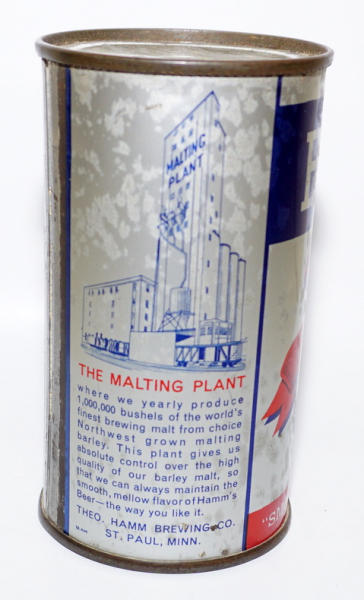 MALTING
PLANT
THE MALTING PLANT
where we yearly produce
1,000,000 bushels of the world's
finest brewing malt from choice
Northwest grown malting
barley. This plant gives us
absolute control over the high
quality of our barley malt, so
that we can always maintain the
smooth, mellow flavor of Hamm's
Beer—the way you like it.
THEO. HAMM BREWING CO.
ST. PAUL, MINN.